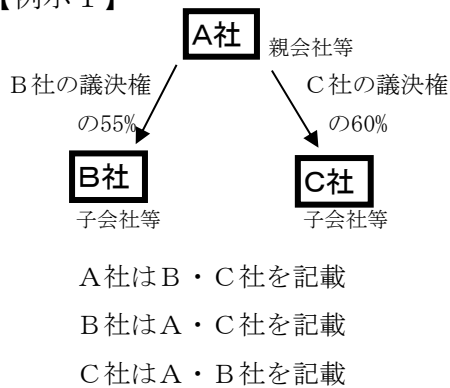 【例示１】
A社
親会社等
Ｂ社の議決権
の55%
Ｃ社の議決権
の60%
B社
C社
子会社等
子会社等
Ａ社はＢ・Ｃ社を記載
Ｂ社はＡ・Ｃ社を記載
Ｃ社はＡ・Ｂ社を記載